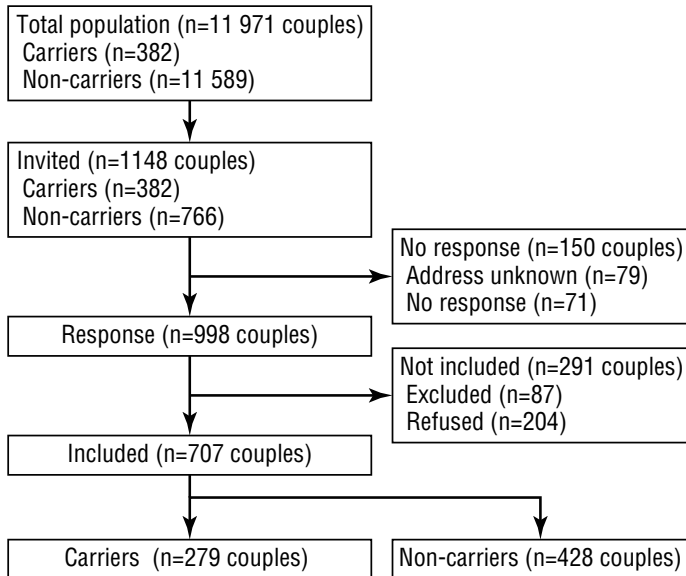 Total population (n=11 971 couples)
Carriers (n=382)
Non-carriers (n=11 589)
Invited (n=1148 couples)
Carriers (n=382)
Non-carriers (n=766)
No response (n=150 couples)
Address unknown (n=79)
No response (n=71)
Response (n=998 couples)
Not included (n=291 couples)
Excluded (n=87)
Refused (n=204)
Included (n=707 couples)
Carriers (n=279 couples)
Non-carriers (n=428 couples)